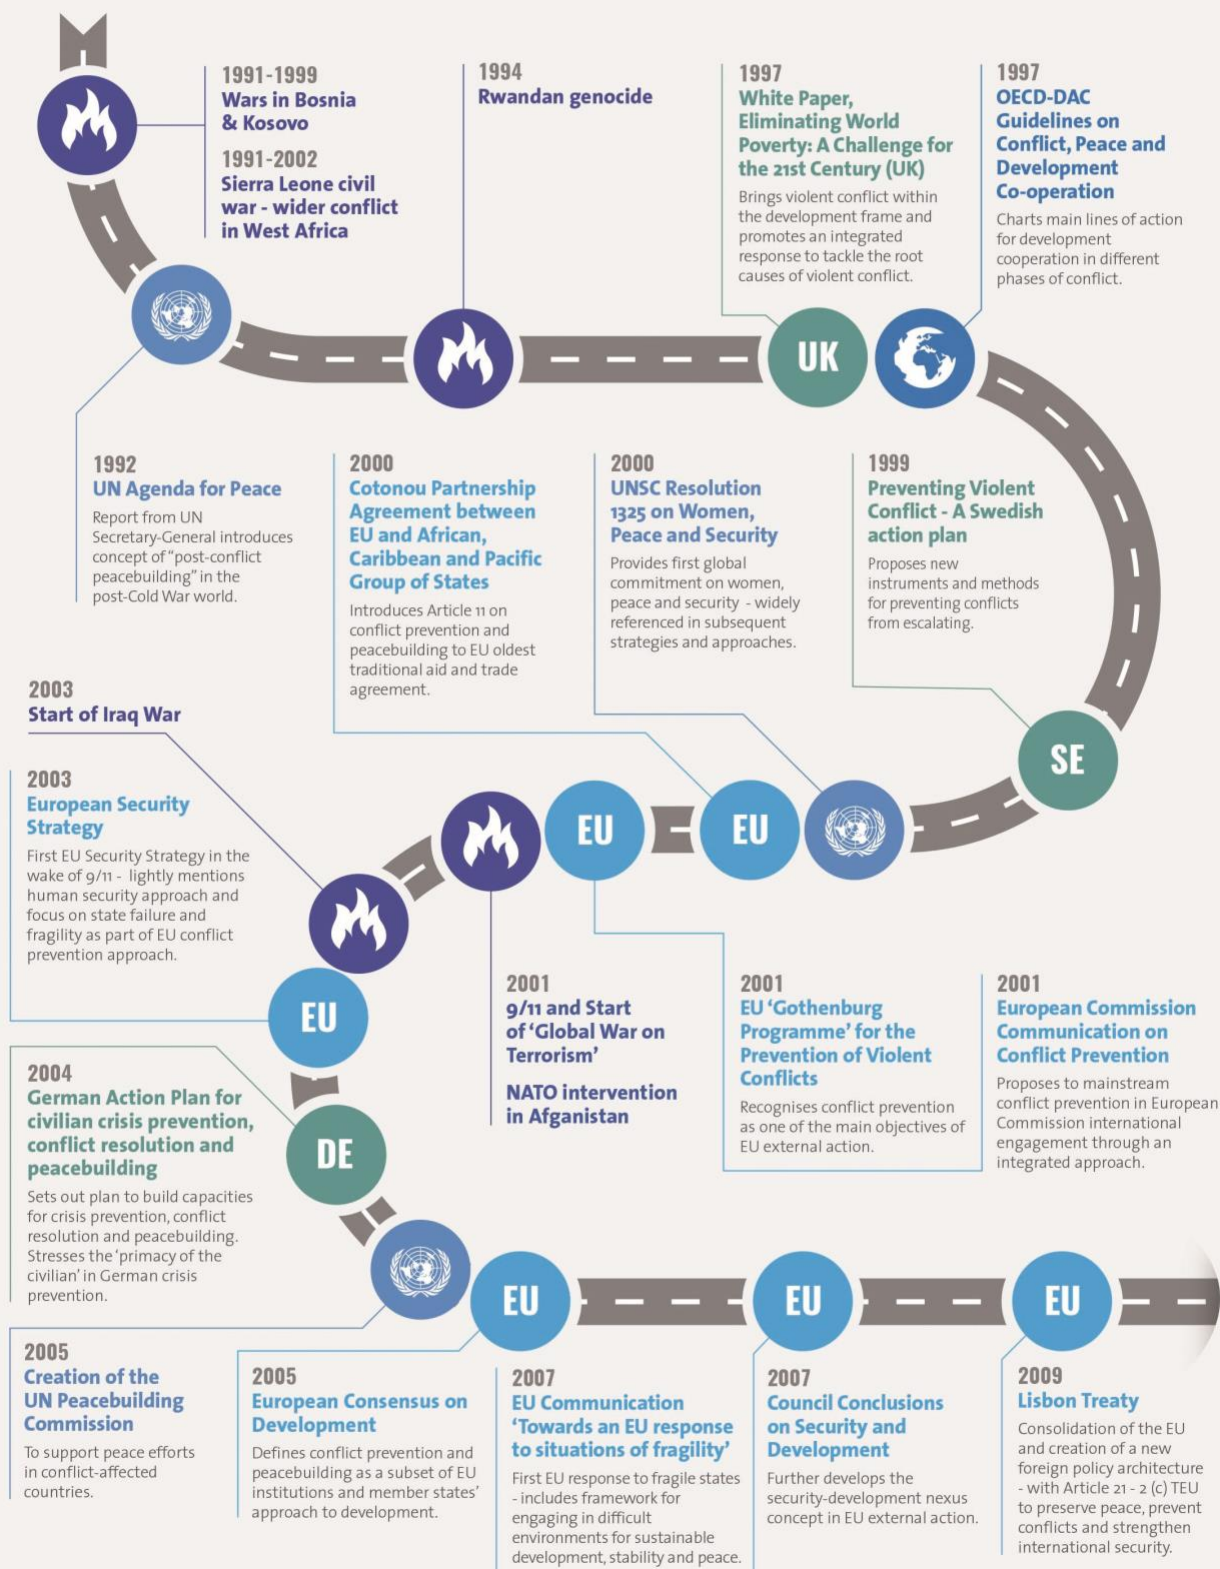 1991-1999
Wars in Bosnia
& Kosovo
1991-2002
Sierra Leone civil
war - wider conflict
in West Africa
1994
Rwandan genocide
1997
White Paper,
Eliminating World
Poverty: A Challenge for
the 21st Century (UK)
Brings violent conflict within
the development frame and
promotes an integrated
response to tackle the root
causes of violent conflict.
1997
OECD-DAC
Guidelines on
Conflict, Peace and
Development
Co-operation
Charts main lines of action
for development
cooperation in different
phases of conflict.
UK
1992
UN Agenda for Peace
Report from UN
Secretary-General introduces
concept of “post-conflict
peacebuilding” in the
post-Cold War world.
2000
Cotonou Partnership
Agreement between
EU and African,
Caribbean and Pacific
Group of States
Introduces Article 11 on
conflict prevention and
peacebuilding to EU oldest
traditional aid and trade
agreement.
2000
UNSC Resolution
1325 on Women,
Peace and Security
Provides first global
commitment on women,
peace and security - widely
referenced in subsequent
strategies and approaches.
1999
Preventing Violent
Conflict - A Swedish
action plan
Proposes new
instruments and methods
for preventing conflicts
from escalating.
SE
2003
Start of Iraq War
2003
European Security
Strategy
First EU Security Strategy in the
wake of 9/11 - lightly mentions
human security approach and
focus on state failure and
fragility as part of EU conflict
prevention approach.
EU
EU
EU
2001
9/11 and Start
of ‘Global War on
Terrorism’
NATO intervention
in Afganistan
2001
EU ‘Gothenburg
Programme’ for the
Prevention of Violent
Conflicts
Recognises conflict prevention
as one of the main objectives of
EU external action.
2001
European Commission
Communication on
Conflict Prevention
Proposes to mainstream
conflict prevention in European
Commission international
engagement through an
integrated approach.
2004
German Action Plan for
civilian crisis prevention,
conflict resolution and
peacebuilding
Sets out plan to build capacities
for crisis prevention, conflict
resolution and peacebuilding.
Stresses the ‘primacy of the
civilian’ in German crisis
prevention.
DE
EU
EU
EU
2005
Creation of the
UN Peacebuilding
Commission
To support peace efforts
in conflict-affected
countries.
2005
European Consensus on
Development
Defines conflict prevention and
peacebuilding as a subset of EU
institutions and member states’
approach to development.
2007
EU Communication
‘Towards an EU response
to situations of fragility’
First EU response to fragile states
- includes framework for
engaging in difficult
environments for sustainable
development, stability and peace.
2007
Council Conclusions
on Security and
Development
Further develops the
security-development nexus
concept in EU external action.
2009
Lisbon Treaty
Consolidation of the EU
and creation of a new
foreign policy architecture
- with Article 21 - 2 (c) TEU
to preserve peace, prevent
conflicts and strengthen
international security.